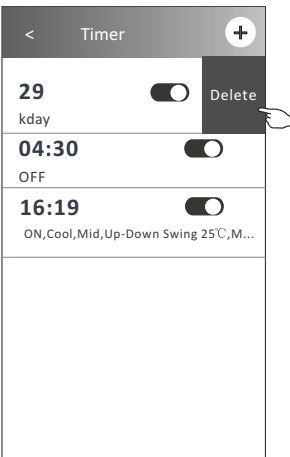 < Timer +
29 Delete
kday
04:30
OFF
16:19
ON,Cool,Mid,Up-Down Swing 25℃,M...